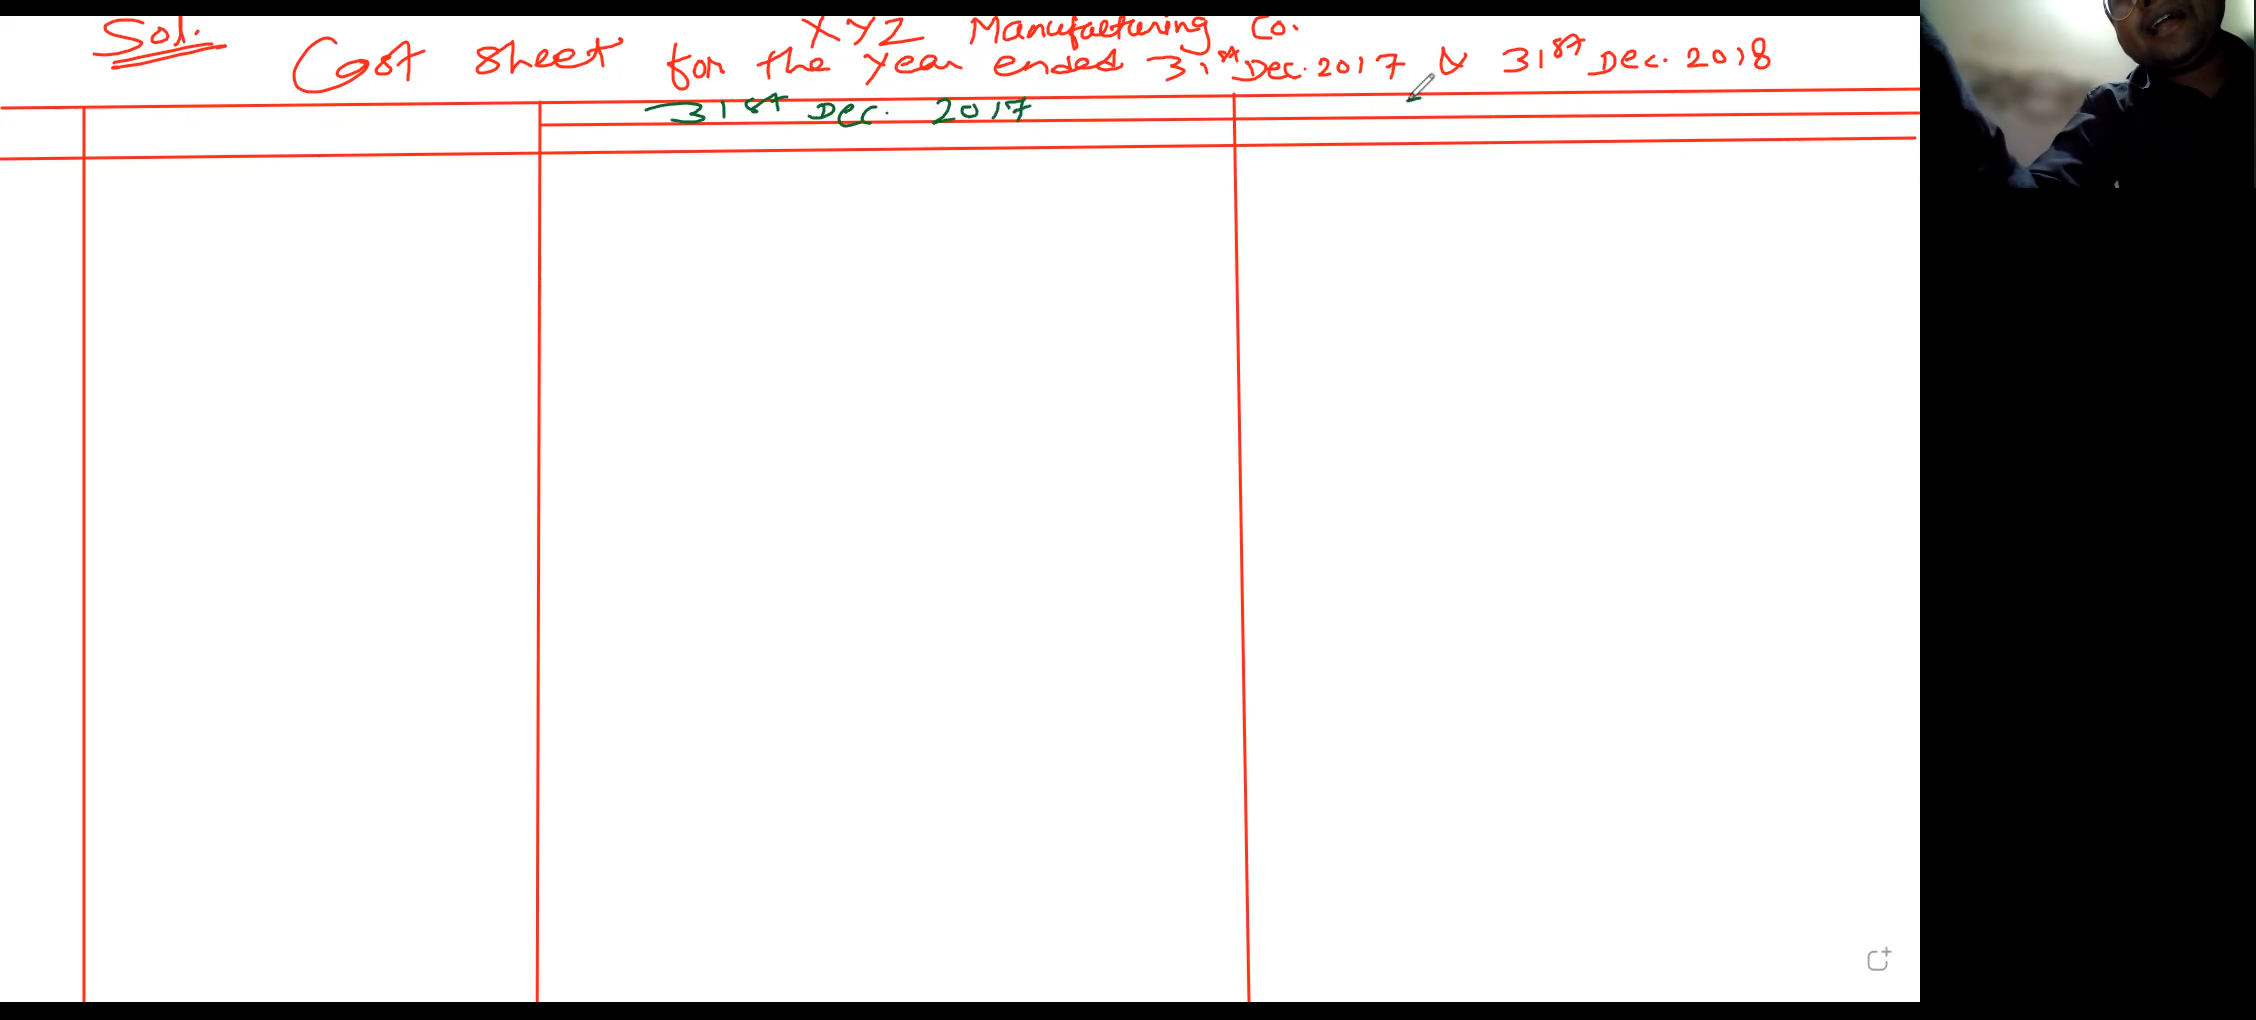 Sol.
XYZ Manufacturing Co.
Cost sheet for the year ended 31st Dec. 2017 & 31st Dec. 2018
31st Dec. 2017